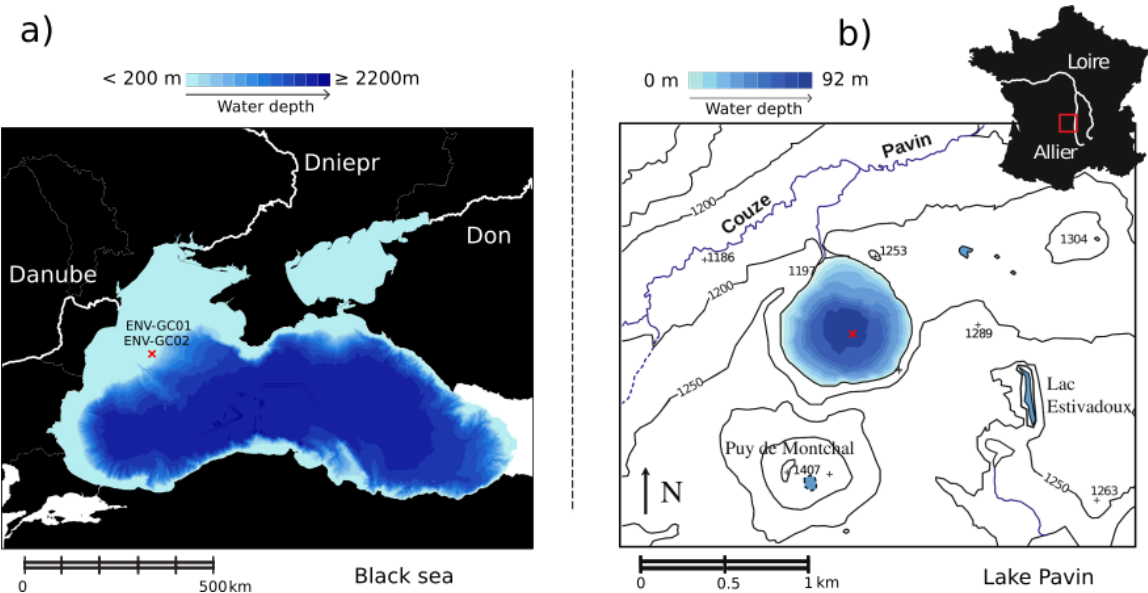 a)
< 200 m
≥ 2200m
Water depth
Dniepr
Don
Danube
ENV-GC01
ENV-GC02
0
500 km
Black sea
b)
0 m
92 m
Water depth
Loire
Allier
Pavin
Couze
1200
1186
1197
1253
1304
1200
1289
1250
Lac
Estivadoux
Puy de Montchal
1407
1250
1263
N
0
0.5
1 km
Lake Pavin